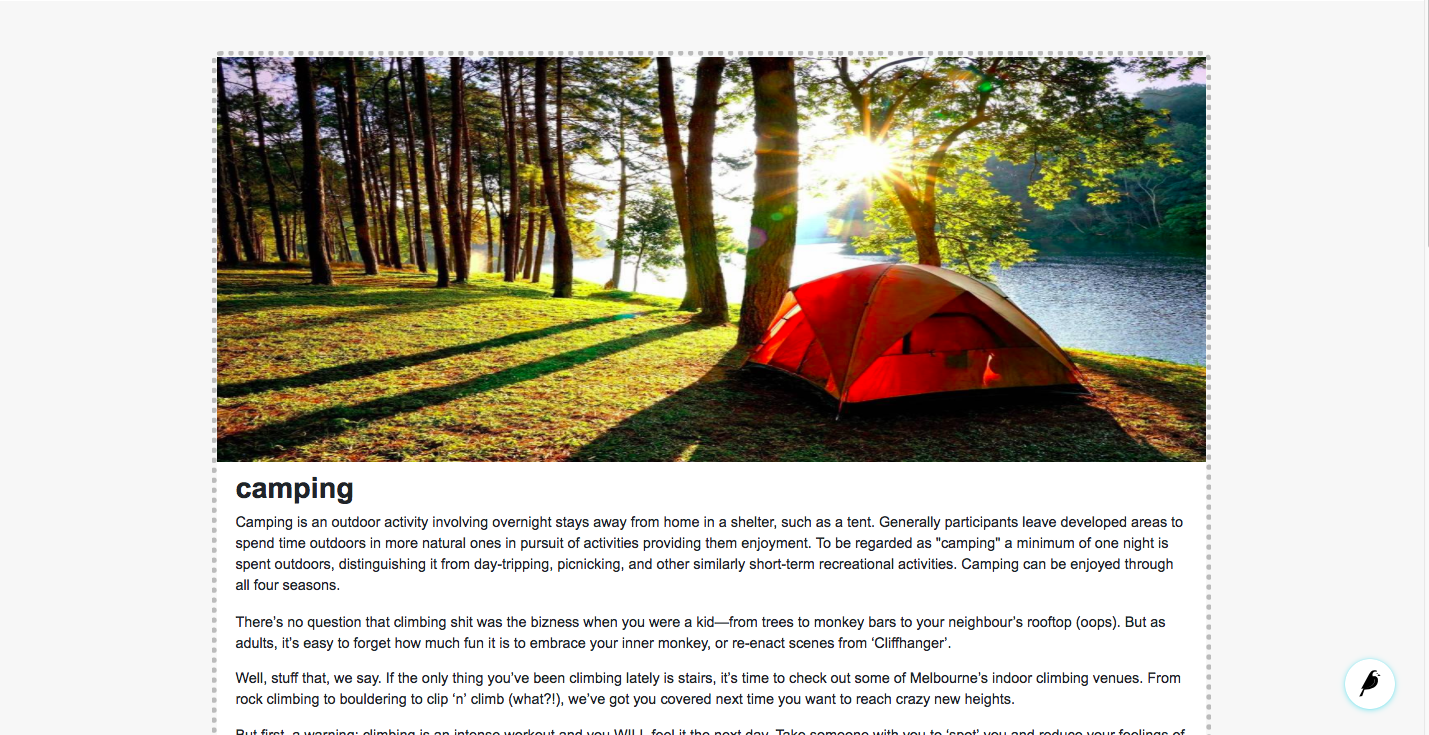 camping
Camping is an outdoor activity involving overnight stays away from home in a shelter, such as a tent. Generally participants leave developed areas to
spend time outdoors in more natural ones in pursuit of activities providing them enjoyment. To be regarded as "camping" a minimum of one night is
spent outdoors, distinguishing it from day-tripping, picnicking, and other similarly short-term recreational activities. Camping can be enjoyed through
all four seasons.
There’s no question that climbing shit was the bizness when you were a kid—from trees to monkey bars to your neighbour’s rooftop (oops). But as
adults, it’s easy to forget how much fun it is to embrace your inner monkey, or re-enact scenes from ‘Cliffhanger’.
Well, stuff that, we say. If the only thing you’ve been climbing lately is stairs, it’s time to check out some of Melbourne’s indoor climbing venues. From
rock climbing to bouldering to clip ‘n’ climb (what?!), we’ve got you covered next time you want to reach crazy new heights.
But first, a warning: climbing is an intense workout and you WILL feel it the next day. Take someone with you to ‘spot’ you and reduce your feelings of